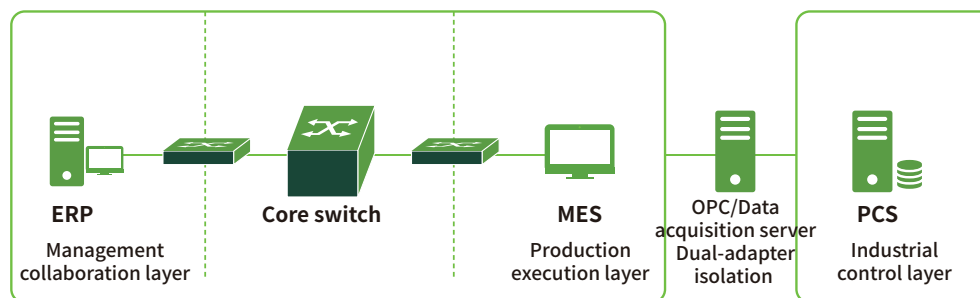 ERP
Management
collaboration layer
Core switch
MES
Production
execution layer
OPC/Data
acquisition server
Dual-adapter
isolation
PCS
Industrial
control layer